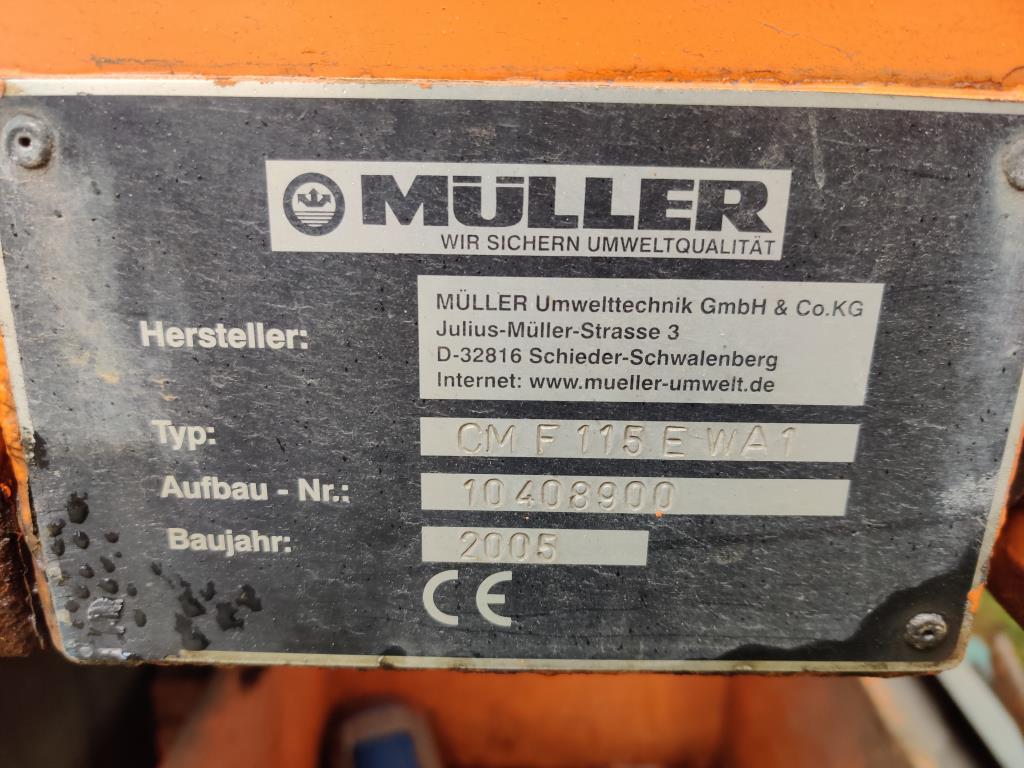 MÜLLER
WIR SICHERN UMWELTQUALITÄT
Hersteller:
MÜLLER Umwelttechnik GmbH & Co.KG
Julius-Müller-Strasse 3
D-32816 Schieder-Schwalenberg
Internet: www.mueller-umwelt.de
Typ: CM F 115 E WA1
Aufbau - Nr.: 10408900
Baujahr: 2005
CE